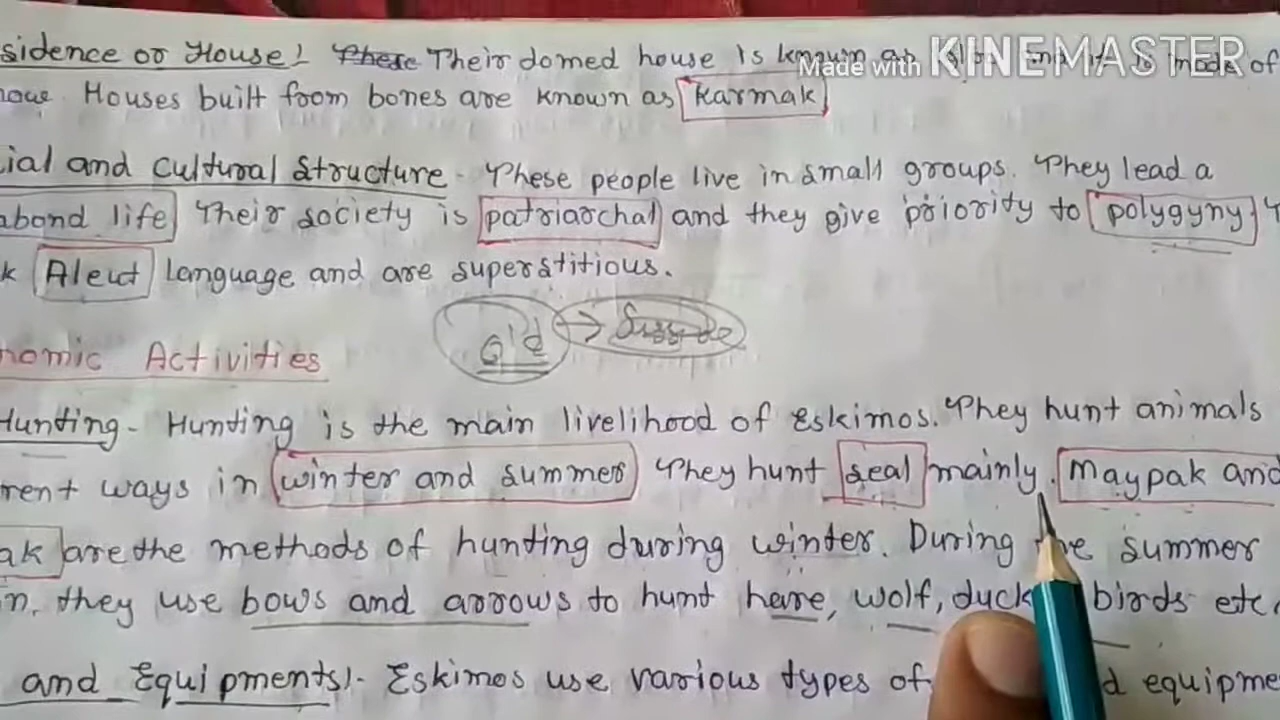 sidence or House! There Their domed house is known as is made of
Made with KINEMASTER
Houses built from bones are known as Karmak
ial and Cultural Structure - These people live in small groups. They lead a
abond life Their society is patriarchal and they give priority to polygyny.
k Aleut language and are superstitious.
Old →
nomic Activities
Hunting - Hunting is the main livelihood of Eskimos. They hunt animals
rent ways in winter and summer They hunt seal mainly. Maypak and
ak are the methods of hunting during winter. During the summer
n, they use bows and arrows to hunt hare, wolf, duck birds etc.
and Equipments!- Eskimos use various types of d equipme